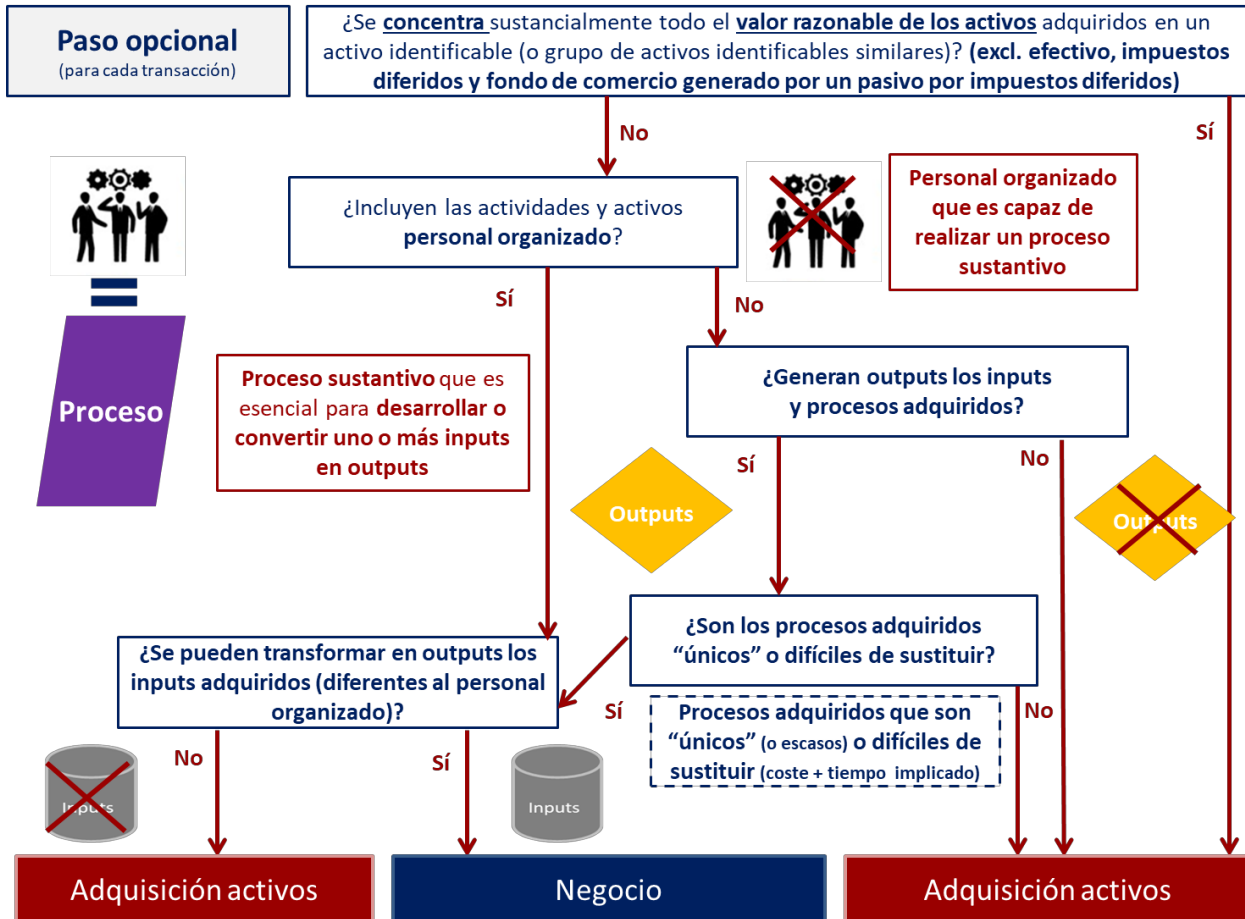 Paso opcional
(para cada transacción)
¿Se concentra sustancialmente todo el valor razonable de los activos adquiridos en un
activo identificable (o grupo de activos identificables similares)? (excl. efectivo, impuestos
diferidos y fondo de comercio generado por un pasivo por impuestos diferidos)
No
Sí
¿Incluyen las actividades y activos
personal organizado?
Personal organizado
que es capaz de
realizar un proceso
sustantivo
Sí
No
Proceso
Proceso sustantivo que es
esencial para desarrollar o
convertir uno o más inputs
en outputs
¿Generan outputs los inputs
y procesos adquiridos?
Sí
No
Outputs
Outputs
¿Se pueden transformar en outputs los
inputs adquiridos (diferentes al personal
organizado)?
¿Son los procesos adquiridos
“únicos” o difíciles de sustituir?
Sí
No
Procesos adquiridos que son
“únicos” (o escasos) o difíciles de
sustituir (coste + tiempo implicado)
No
Sí
Inputs
Inputs
Adquisición activos
Negocio
Adquisición activos